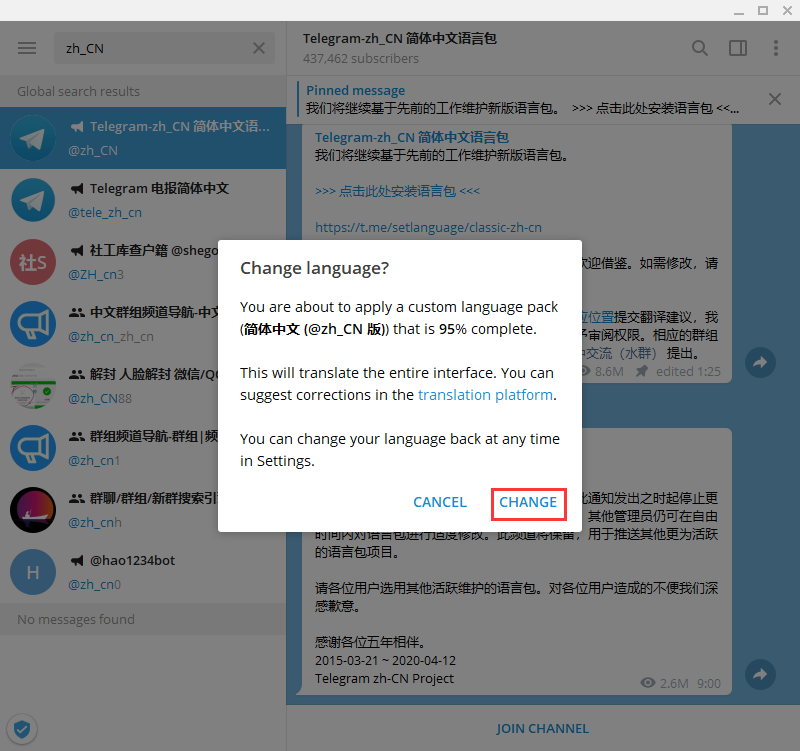 zh_CN
Global search results
Telegram-zh_CN 简体中文语...
@zh_CN
Telegram 电报简体中文
@tele_zh_cn
社S
社工库查户籍 @shego
@ZH_cn3
中文群组频道导航-中文
@zh_cn_zh_cn
解封 人脸解封 微信/QQ
@zh_CN88
群组频道导航-群组|频
@zh_cn1
群聊/群组/新群搜索引
@zh_cnh
H
@hao1234bot
@zh_cn0
No messages found
Telegram-zh_CN 简体中文语言包
437,462 subscribers
Pinned message
我们将继续基于先前的工作维护新版语言包。 >>> 点击此处安装语言包 <<...
Telegram-zh_CN 简体中文语言包
我们将继续基于先前的工作维护新版语言包。
>>> 点击此处安装语言包 <<<
https://t.me/setlanguage/classic-zh-cn
欢迎借鉴。如需修改，请
位置提交翻译建议，我
审阅权限。相应的群组
交流（水群） 提出。
8.6M edited 1:25
Change language?
You are about to apply a custom language pack
(简体中文 (@zh_CN 版)) that is 95% complete.
This will translate the entire interface. You can
suggest corrections in the translation platform.
You can change your language back at any time
in Settings.
CANCEL
CHANGE
此通知发出之时起停止更
其他管理员仍可在自由
时间内对语言包进行适度修改。此频道将保留，用于推送其他更为活跃
的语言包项目。
请各位用户选用其他活跃维护的语言包。对各位用户造成的不便我们深
感歉意。
感谢各位五年相伴。
2015-03-21 ~ 2020-04-12
Telegram zh-CN Project
2.6M 9:00
JOIN CHANNEL